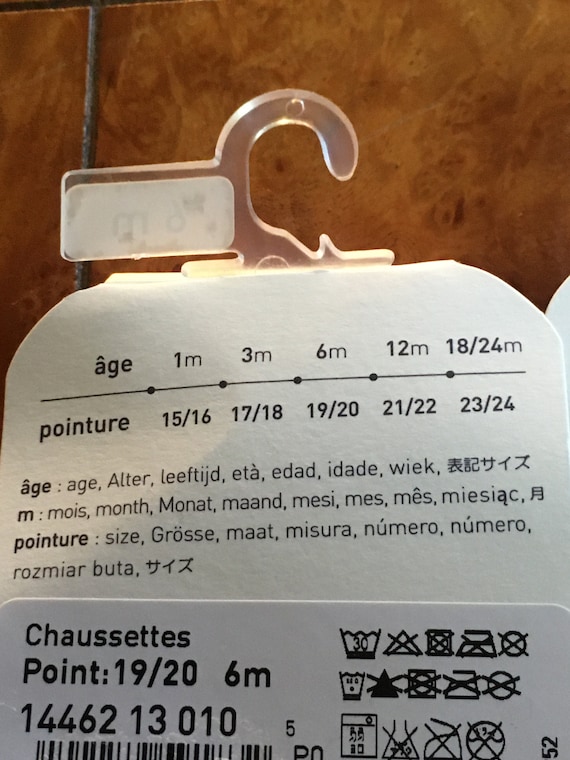 âge 1m 3m 6m 12m 18/24m
pointure 15/16 17/18 19/20 21/22 23/24
âge : age, Alter, leeftijd, età, edad, idade, wiek, 表記サイズ
m : mois, month, Monat, maand, mesi, mes, mês, miesiąc, 月
pointure : size, Grösse, maat, misura, número, número,
rozmiar buta, サイズ
Chaussettes
Point:19/20 6m
14462 13 010 5
30
52